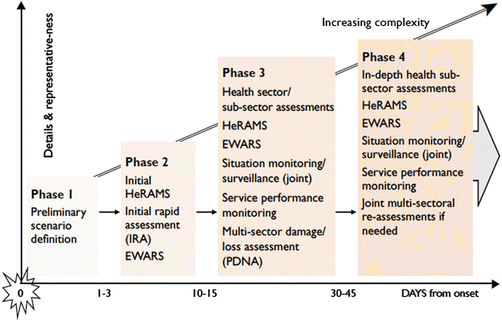 Increasing complexity
Details & representative-ness
Phase 1
Preliminary
scenario
definition
Phase 2
Initial
HeRAMS
Initial rapid
assessment
(IRA)
EWARS
Phase 3
Health sector/
sub-sector assessments
HeRAMS
EWARS
Situation monitoring/
surveillance (joint)
Service performance
monitoring
Multi-sector damage/
loss assessment
(PDNA)
Phase 4
In-depth health sub-
sector assessments
HeRAMS
EWARS
Situation monitoring/
surveillance (joint)
Service performance
monitoring
Joint multi-sectoral
re-assessments if
needed
0 1-3 10-15 30-45 DAYS from onset